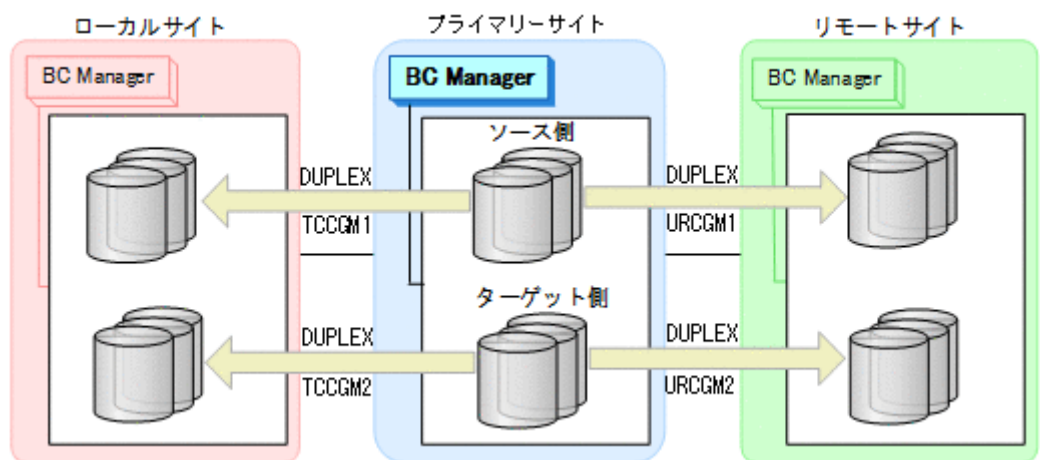 ローカルサイト
プライマリーサイト
リモートサイト
BC Manager
BC Manager
BC Manager
ソース側
DUPLEX
DUPLEX
TCCGM1
URCGM1
ターゲット側
DUPLEX
DUPLEX
TCCGM2
URCGM2